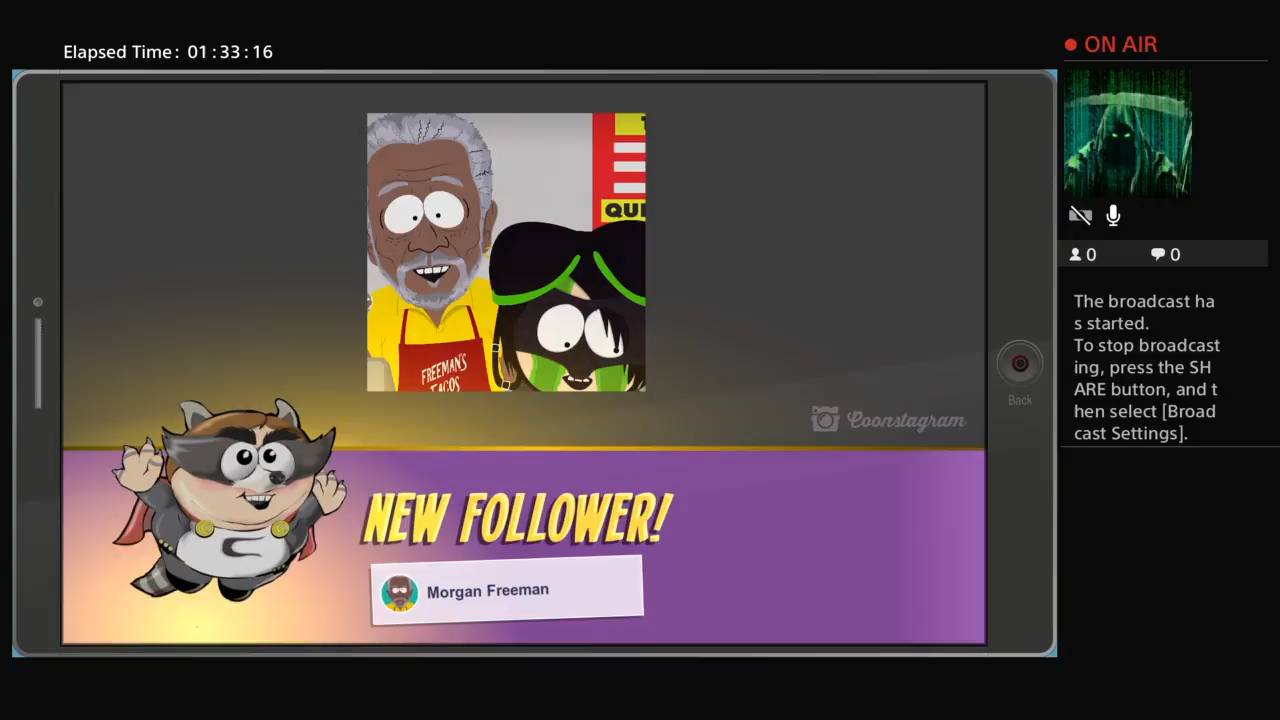 Elapsed Time: 01:33:16
ON AIR
QUE
0
0
The broadcast ha
s started.
To stop broadcast
ing, press the SH
ARE button, and t
hen select [Broad
cast Settings].
FREEMAN'S
TACOS
Back
Coonstagram
C
NEW FOLLOWER!
Morgan Freeman